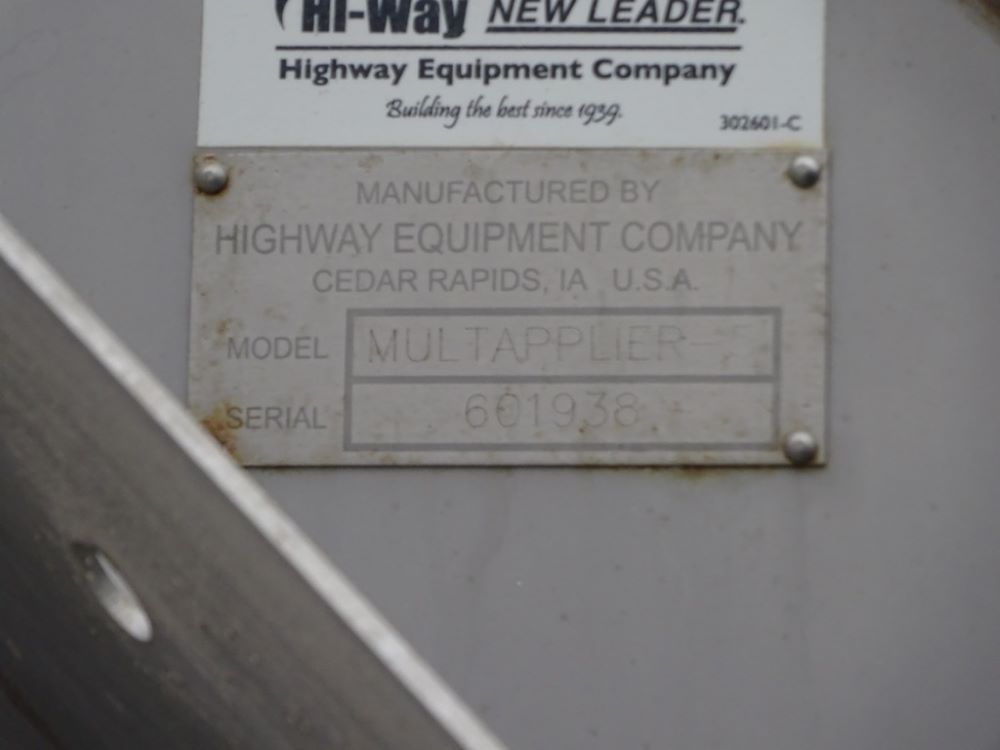 Hi-Way NEW LEADER.
Highway Equipment Company
Building the best since 1939.
302601-C
MANUFACTURED BY
HIGHWAY EQUIPMENT COMPANY
CEDAR RAPIDS, IA U.S.A.
MODEL MULTAPPLIER-
SERIAL 601938